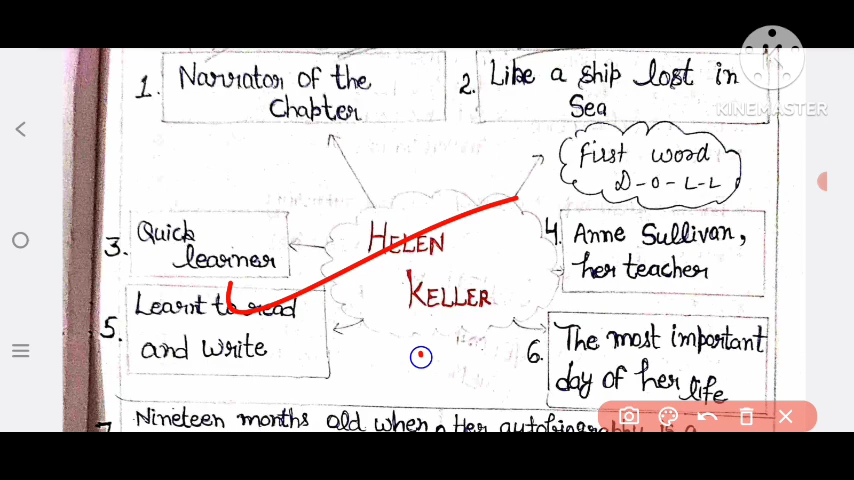 KINEMASTER
1. Narrator of the
Chapter
2. Like a ship lost in
Sea
First word
D-O-L-L
3. Quick
learner
HELEN
KELLER
4. Anne Sullivan,
her teacher
5. Learnt to read
and write
6. The most important
day of her life
7. Nineteen months old when
Her autobiography is a